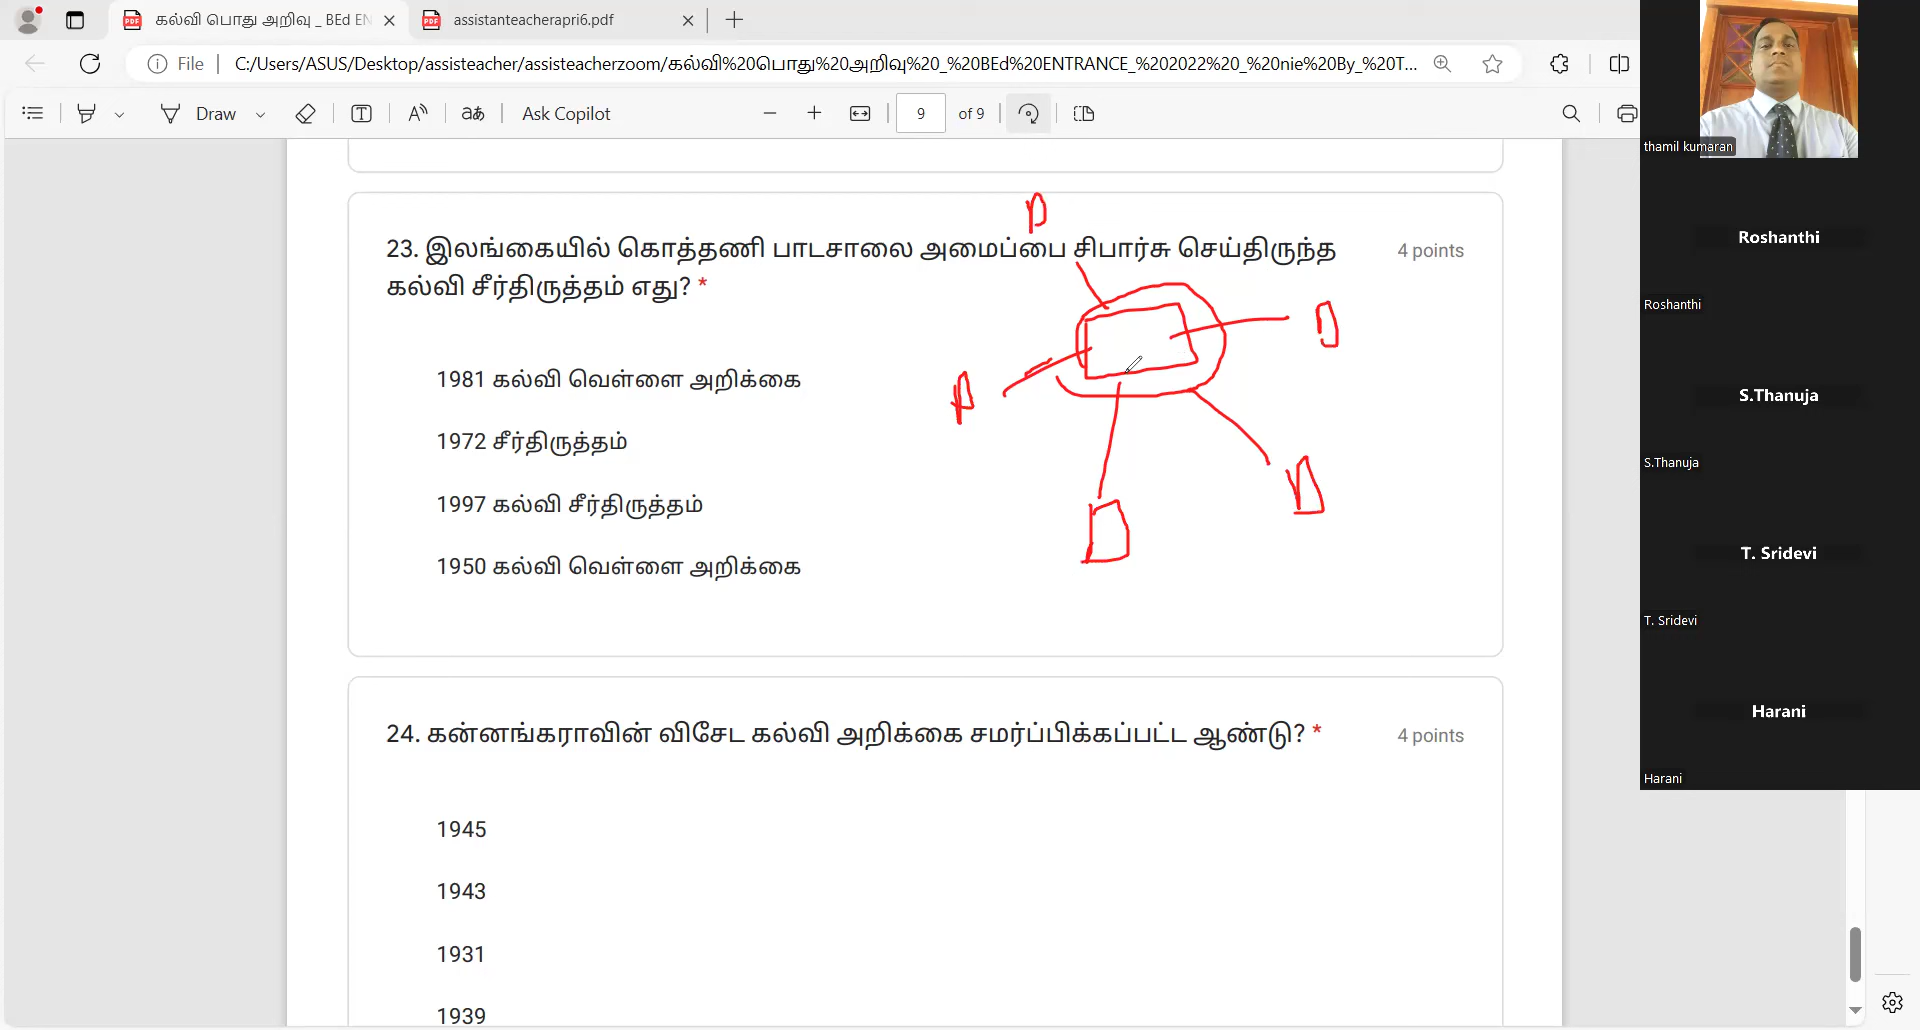 கல்வி பொது அறிவு _ BEd EN
assistanteacherapri6.pdf
File
C:/Users/ASUS/Desktop/assisteacher/assisteacherzoom/கல்வி%20பொது%20அறிவு%20_%20BEd%20ENTRANCE_%202022%20_%20nie%20By_%20T...
Draw
Ask Copilot
9 of 9
23. இலங்கையில் கொத்தணி பாடசாலை அமைப்பை சிபார்சு செய்திருந்த
கல்வி சீர்திருத்தம் எது? *
4 points
1981 கல்வி வெள்ளை அறிக்கை
1972 சீர்திருத்தம்
1997 கல்வி சீர்திருத்தம்
1950 கல்வி வெள்ளை அறிக்கை
24. கன்னங்கராவின் விசேட கல்வி அறிக்கை சமர்ப்பிக்கப்பட்ட ஆண்டு? *
4 points
1945
1943
1931
1939
thamil kumaran
Roshanthi
Roshanthi
S.Thanuja
S.Thanuja
T. Sridevi
T. Sridevi
Harani
Harani